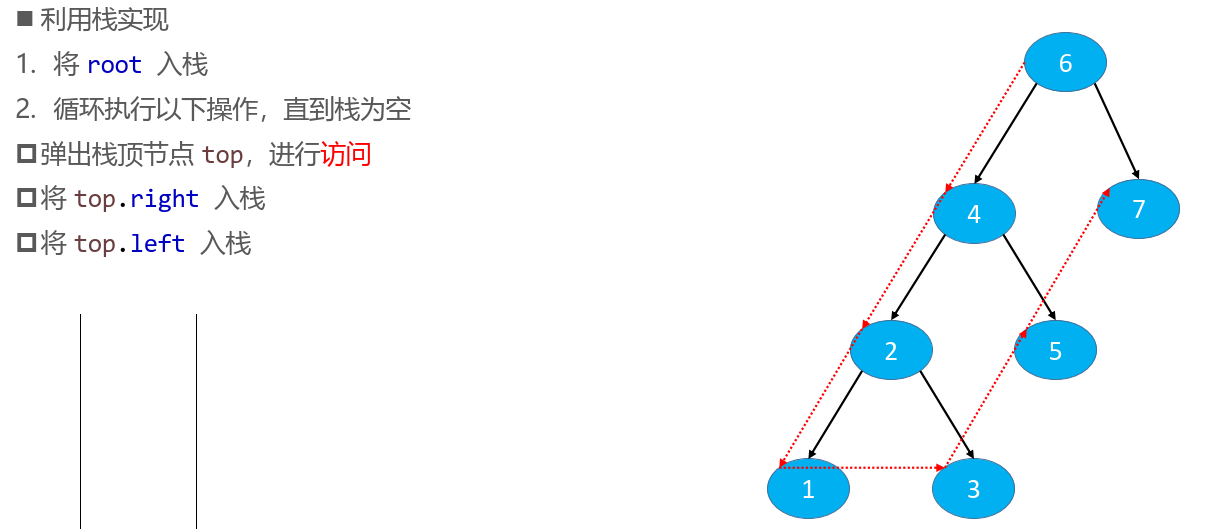 ■ 利用栈实现
1. 将 root 入栈
2. 循环执行以下操作，直到栈为空
弹出栈顶节点 top，进行访问
将 top.right 入栈
将 top.left 入栈
6
4
7
2
5
1
3